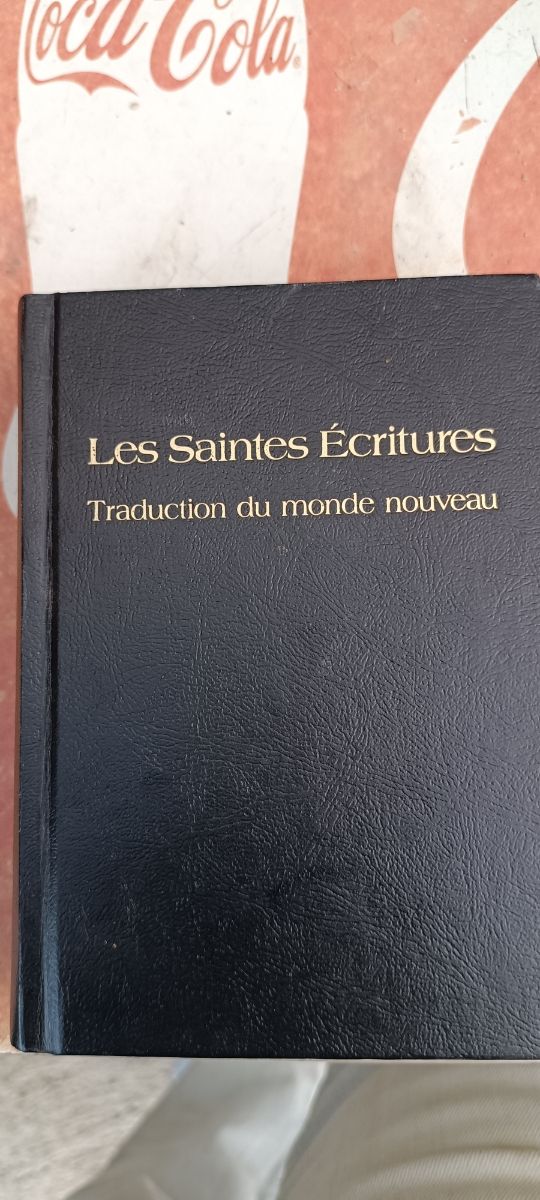 Coca-Cola
Les Saintes Écritures
Traduction du monde nouveau